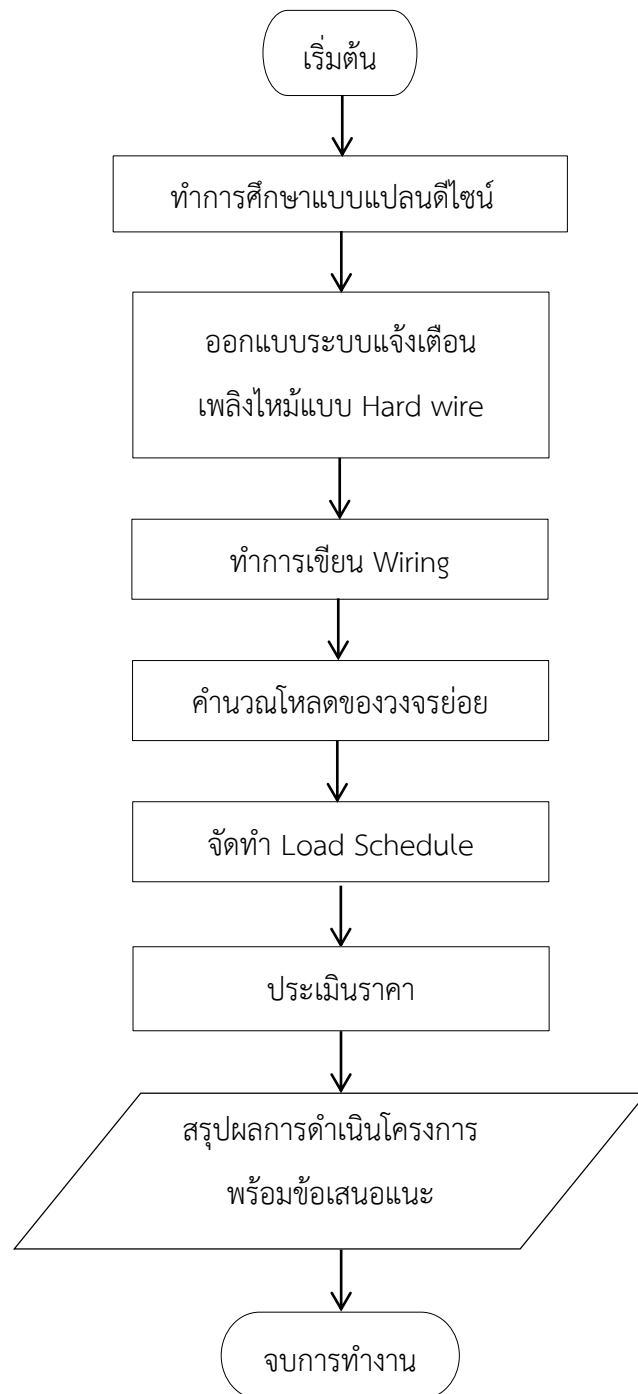 เริ่มต้น
ทำการศึกษาแบบแปลนดีไซน์
ออกแบบระบบแจ้งเตือน
เพลิงไหม้แบบ Hard wire
ทำการเขียน Wiring
คำนวณโหลดของวงจรย่อย
จัดทำ Load Schedule
ประเมินราคา
สรุปผลการดำเนินโครงการ
พร้อมข้อเสนอแนะ
จบการทำงาน